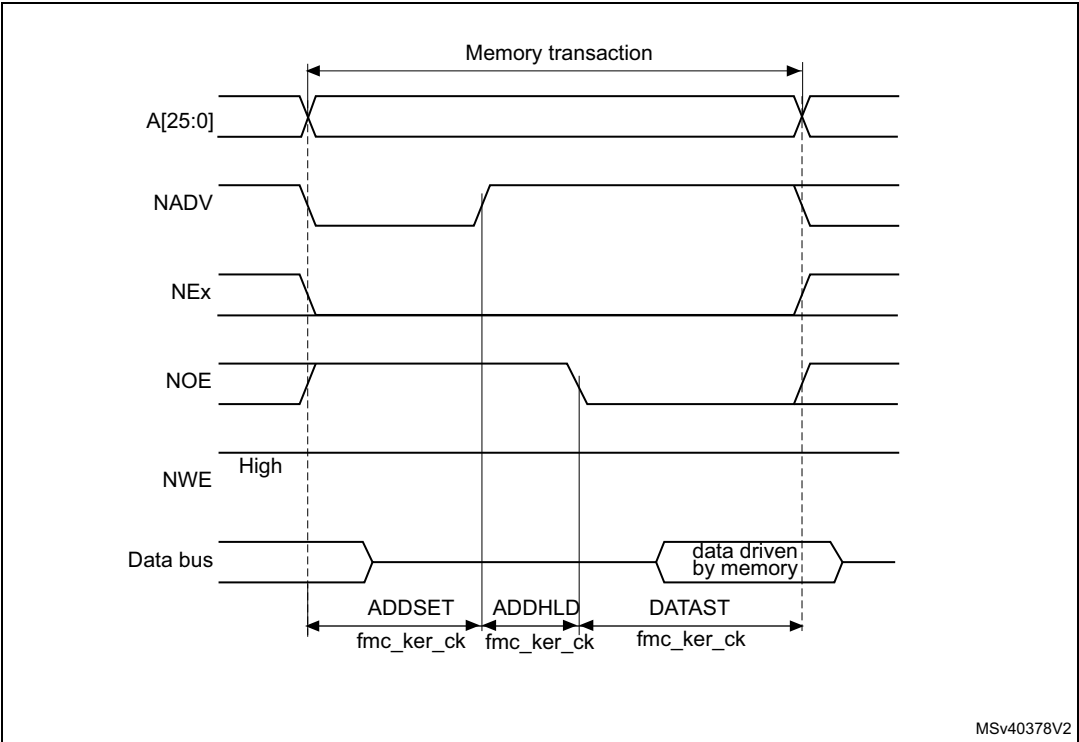 Memory transaction
A[25:0]
NADV
NEx
NOE
High
NWE
Data bus
data driven
by memory
ADDSET ADDHLD DATAST
fmc_ker_ck fmc_ker_ck fmc_ker_ck
MSv40378V2